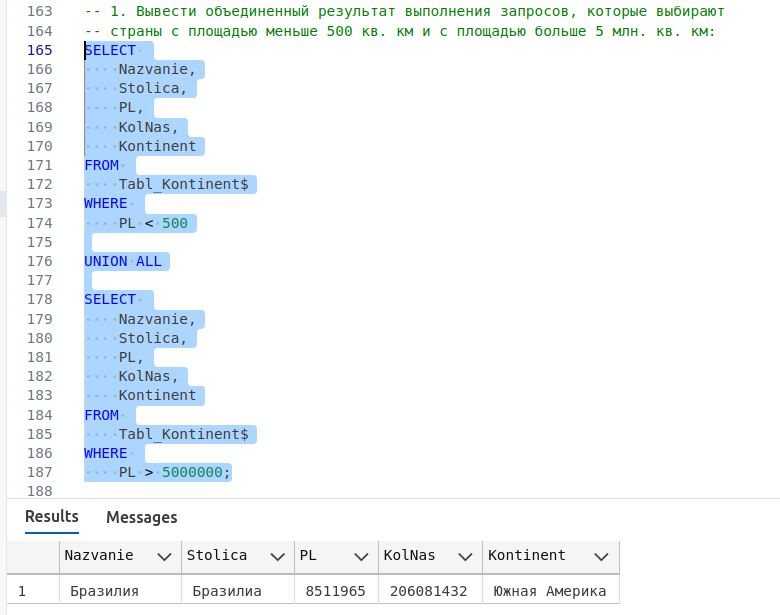 163 -- 1. Вывести объединенный результат выполнения запросов, которые выбирают
164 -- страны с площадью меньше 500 кв. км и с площадью больше 5 млн. кв. км:
165 SELECT
166 Nazvanie,
167 Stolica,
168 PL,
169 KolNas,
170 Kontinent
171 FROM
172 Tabl_Kontinent$
173 WHERE
174 PL < 500
175
176 UNION ALL
177
178 SELECT
179 Nazvanie,
180 Stolica,
181 PL,
182 KolNas,
183 Kontinent
184 FROM
185 Tabl_Kontinent$
186 WHERE
187 PL > 5000000;
188
Results Messages
Nazvanie Stolica PL KolNas Kontinent
1 Бразилия Бразилиа 8511965 206081432 Южная Америка